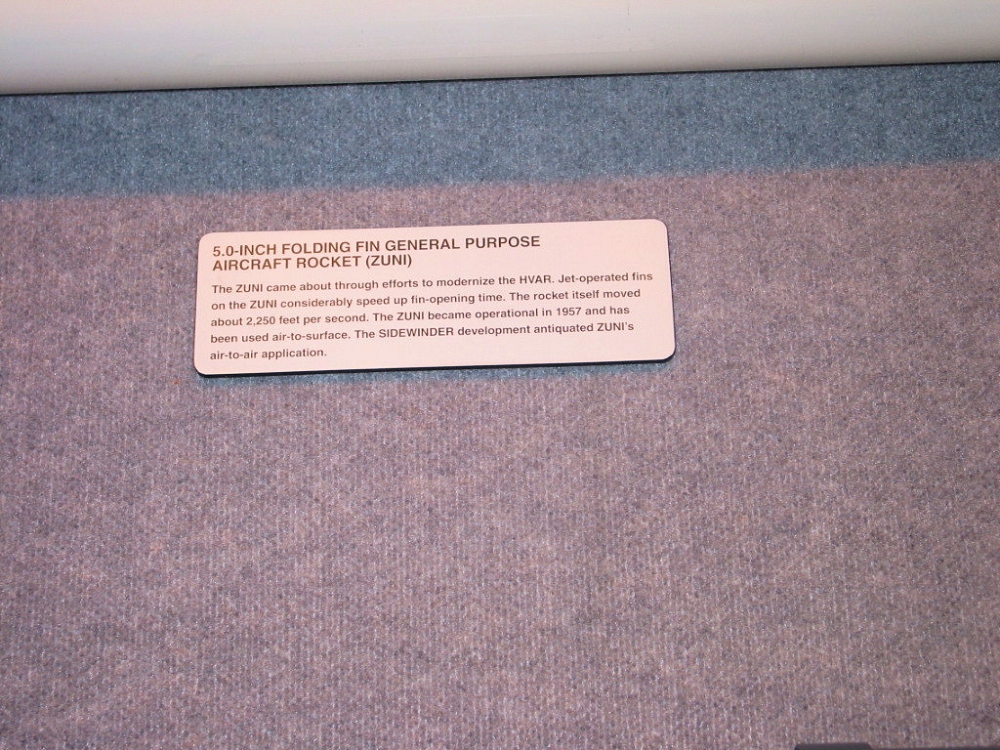 5.0-INCH FOLDING FIN GENERAL PURPOSE
AIRCRAFT ROCKET (ZUNI)
The ZUNI came about through efforts to modernize the HVAR. Jet-operated fins
on the ZUNI considerably speed up fin-opening time. The rocket itself moved
about 2,250 feet per second. The ZUNI became operational in 1957 and has
been used air-to-surface. The SIDEWINDER development antiquated ZUNI's
air-to-air application.